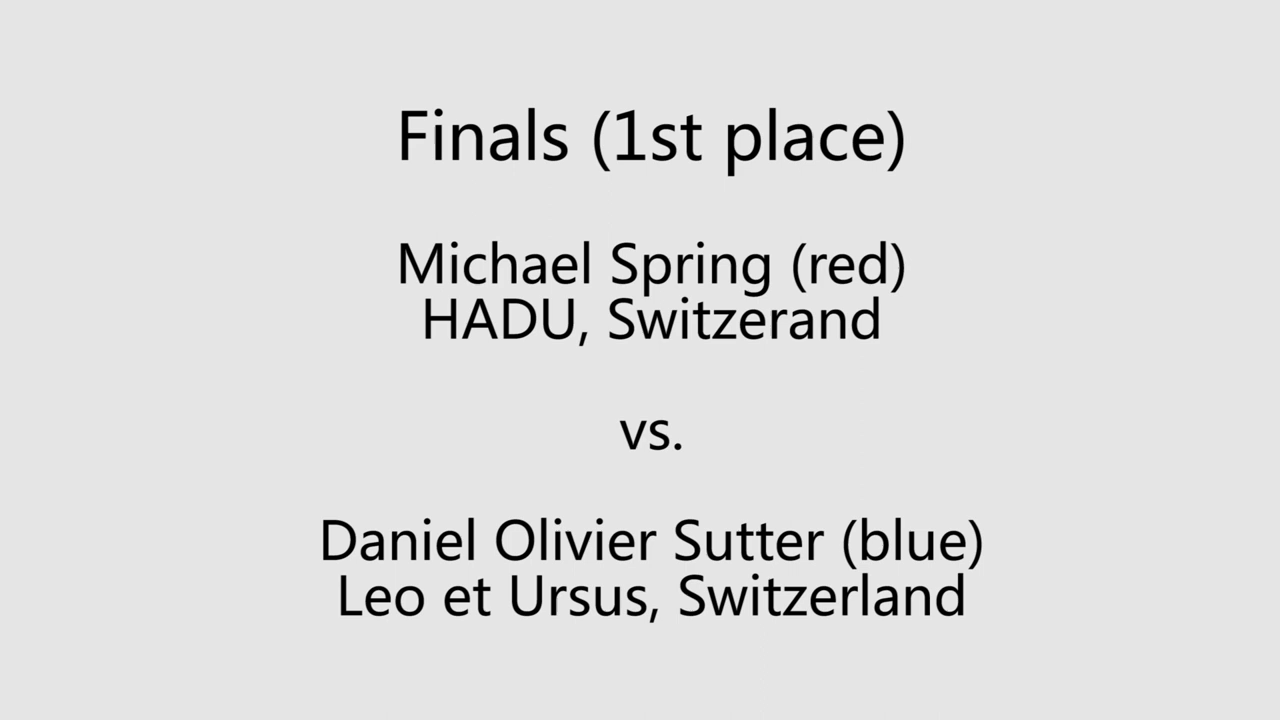 Finals (1st place)
Michael Spring (red)
HADU, Switzerand
vs.
Daniel Olivier Sutter (blue)
Leo et Ursus, Switzerland